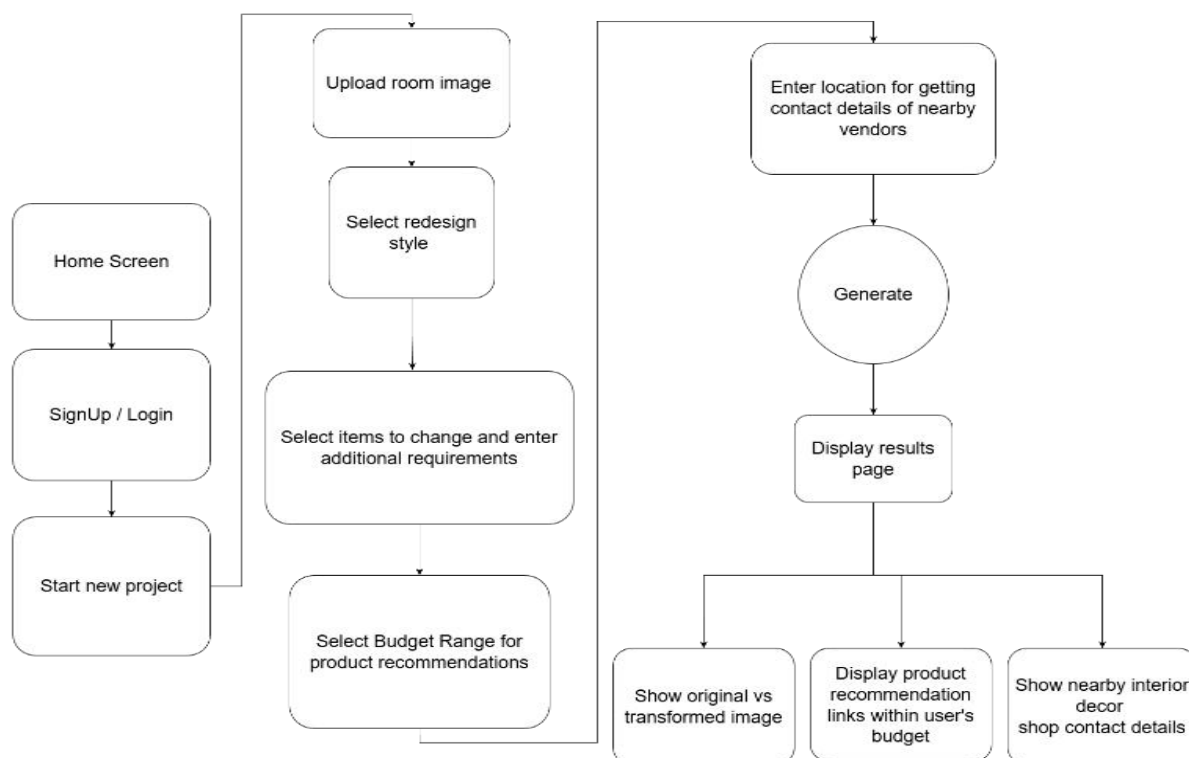 Home Screen
SignUp / Login
Start new project
Upload room image
Select redesign
style
Select items to change and enter
additional requirements
Select Budget Range for
product recommendations
Enter location for getting
contact details of nearby
vendors
Generate
Display results
page
Show original vs
transformed image
Display product
recommendation
links within user's
budget
Show nearby interior
decor
shop contact details